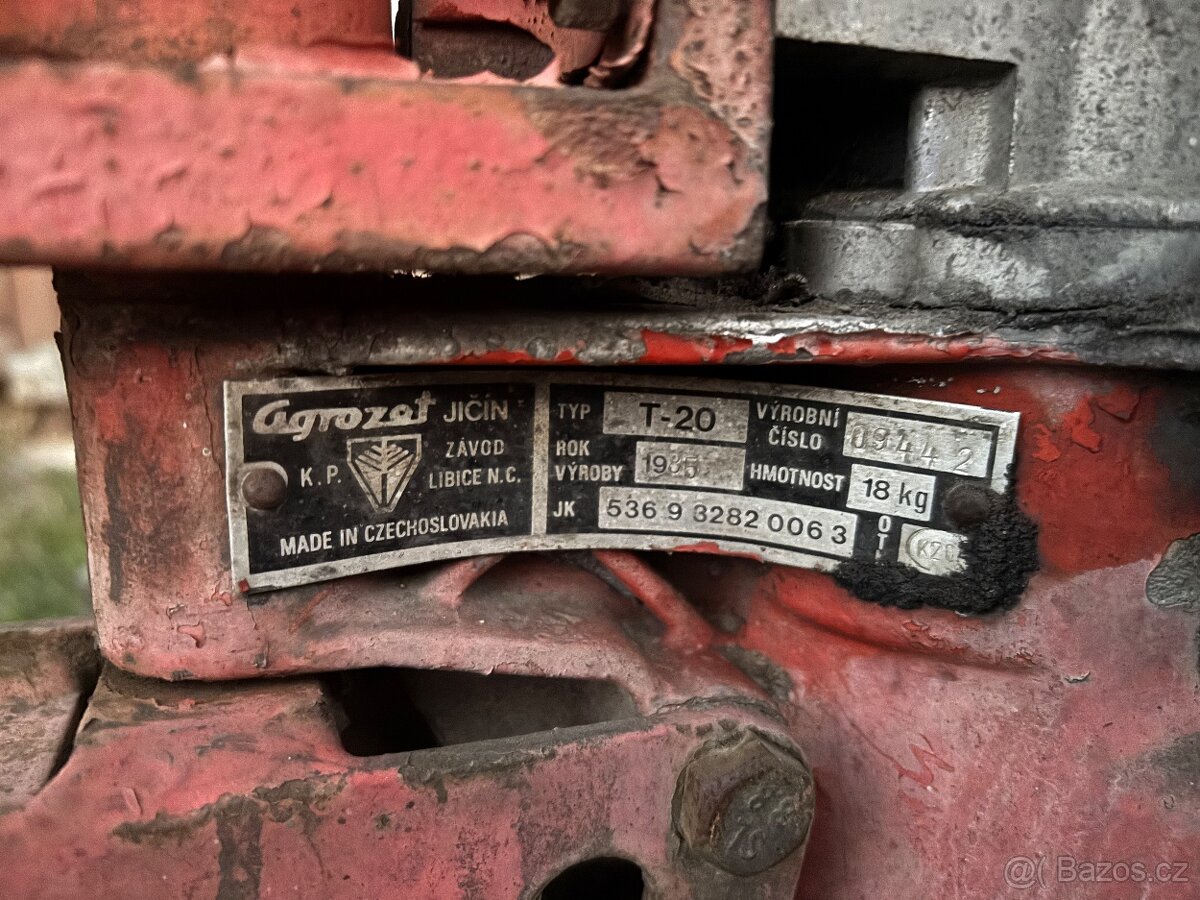 agrozet JIČÍN
K. P. ZÁVOD
LIBICE N.C.
MADE IN CZECHOSLOVAKIA
TYP T-20
ROK
VÝROBY 1985
JK 536 9 3282 006 3
VÝROBNÍ
ČÍSLO 09442
HMOTNOST 18 kg
OTK
@( Bazos.cz